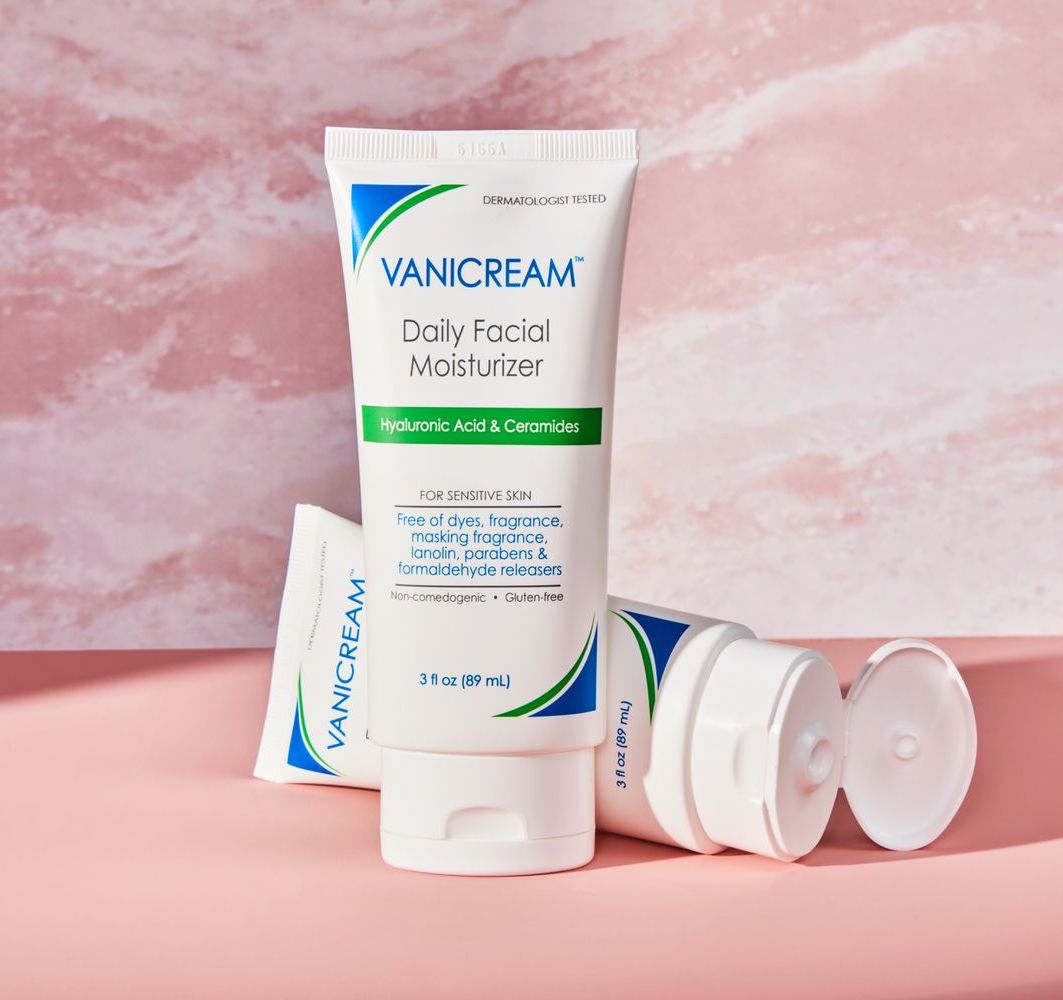 6166A
DERMATOLOGIST TESTED
VANICREAM™
Daily Facial
Moisturizer
Hyaluronic Acid & Ceramides
FOR SENSITIVE SKIN
Free of dyes, fragrance,
masking fragrance,
lanolin, parabens &
formaldehyde releasers
Non-comedogenic • Gluten-free
3 fl oz (89 mL)
DERMATOLOGIST TESTED
VANICREAM™
3 fl oz (89 mL)